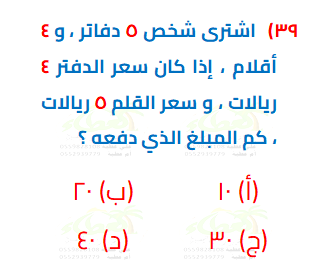 ٣٩) اشترى شخص ٥ دفاتر ، و ٤
أقلام ، إذا كان سعر الدفتر ٤
ريالات ، و سعر القلم ٥ ريالات
، كم المبلغ الذي دفعه ؟
(أ) ١٠ (ب) ٢٠
(ج) ٣٠ (د) ٤٠